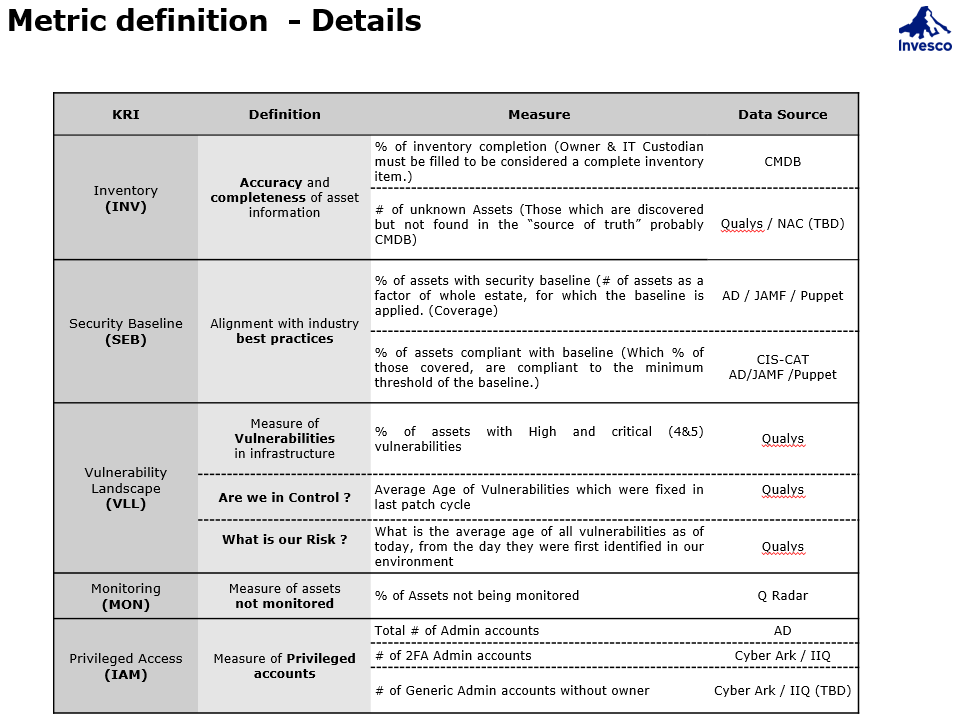 Metric definition  - Details
Invesco
KRI
Definition
Measure
Data Source
Inventory
(INV)
Accuracy and
completeness of asset
information
% of inventory completion (Owner & IT Custodian
must be filled to be considered a complete inventory
item.)
CMDB
# of unknown Assets (Those which are discovered
but not found in the “source of truth” probably
CMDB)
Qualys / NAC (TBD)
Security Baseline
(SEB)
Alignment with industry
best practices
% of assets with security baseline (# of assets as a
factor of whole estate, for which the baseline is
applied. (Coverage)
AD / JAMF / Puppet
% of assets compliant with baseline (Which % of
those covered, are compliant to the minimum
threshold of the baseline.)
CIS-CAT
AD/JAMF /Puppet
Vulnerability
Landscape
(VLL)
Measure of
Vulnerabilities
in infrastructure
% of assets with High and critical (4&5)
vulnerabilities
Qualys
Are we in Control ?
Average Age of Vulnerabilities which were fixed in
last patch cycle
Qualys
What is our Risk ?
What is the average age of all vulnerabilities as of
today, from the day they were first identified in our
environment
Qualys
Monitoring
(MON)
Measure of assets
not monitored
% of Assets not being monitored
Q Radar
Privileged Access
(IAM)
Measure of Privileged
accounts
Total # of Admin accounts
AD
# of 2FA Admin accounts
Cyber Ark / IIQ
# of Generic Admin accounts without owner
Cyber Ark / IIQ (TBD)